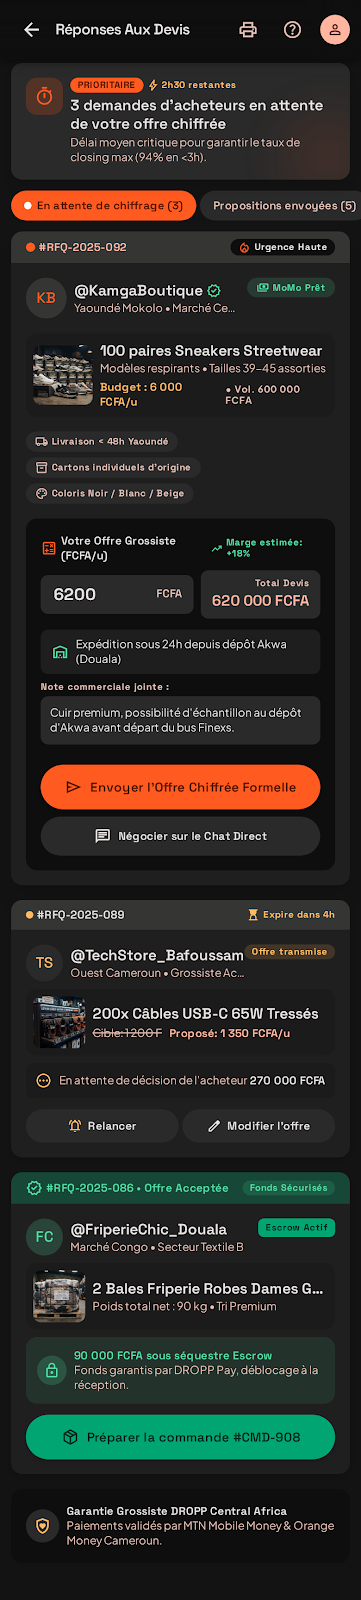 Réponses Aux Devis
PRIORITAIRE 2h30 restantes
3 demandes d'acheteurs en attente
de votre offre chiffrée
Délai moyen critique pour garantir le taux de
closing max (94% en <3h).
En attente de chiffrage (3) Propositions envoyées (5)
#RFQ-2025-092 Urgence Haute
KB @KamgaBoutique MoMo Prêt
Yaoundé Mokolo • Marché Ce...
100 paires Sneakers Streetwear
Modèles respirants • Tailles 39–45 assorties
Budget : 6 000 FCFA/u • Vol. 600 000 FCFA
Livraison < 48h Yaoundé
Cartons individuels d'origine
Coloris Noir / Blanc / Beige
Votre Offre Grossiste (FCFA/u) Marge estimée: +18%
6200 FCFA Total Devis
620 000 FCFA
Expédition sous 24h depuis dépôt Akwa
(Douala)
Note commerciale jointe :
Cuir premium, possibilité d'échantillon au dépôt
d'Akwa avant départ du bus Finexs.
Envoyer l'Offre Chiffrée Formelle
Négocier sur le Chat Direct
#RFQ-2025-089 Expire dans 4h
TS @TechStore_Bafoussam Offre transmise
Ouest Cameroun • Grossiste Ac...
200x Câbles USB-C 65W Tressés
Cible: 1 200 F Proposé: 1 350 FCFA/u
En attente de décision de l'acheteur 270 000 FCFA
Relancer Modifier l'offre
#RFQ-2025-086 • Offre Acceptée Fonds Sécurisés
FC @FriperieChic_Douala Escrow Actif
Marché Congo • Secteur Textile B
2 Bales Friperie Robes Dames G...
Poids total net : 90 kg • Tri Premium
90 000 FCFA sous séquestre Escrow
Fonds garantis par DROPP Pay, déblocage à la
réception.
Préparer la commande #CMD-908
Garantie Grossiste DROPP Central Africa
Paiements validés par MTN Mobile Money & Orange
Money Cameroun.